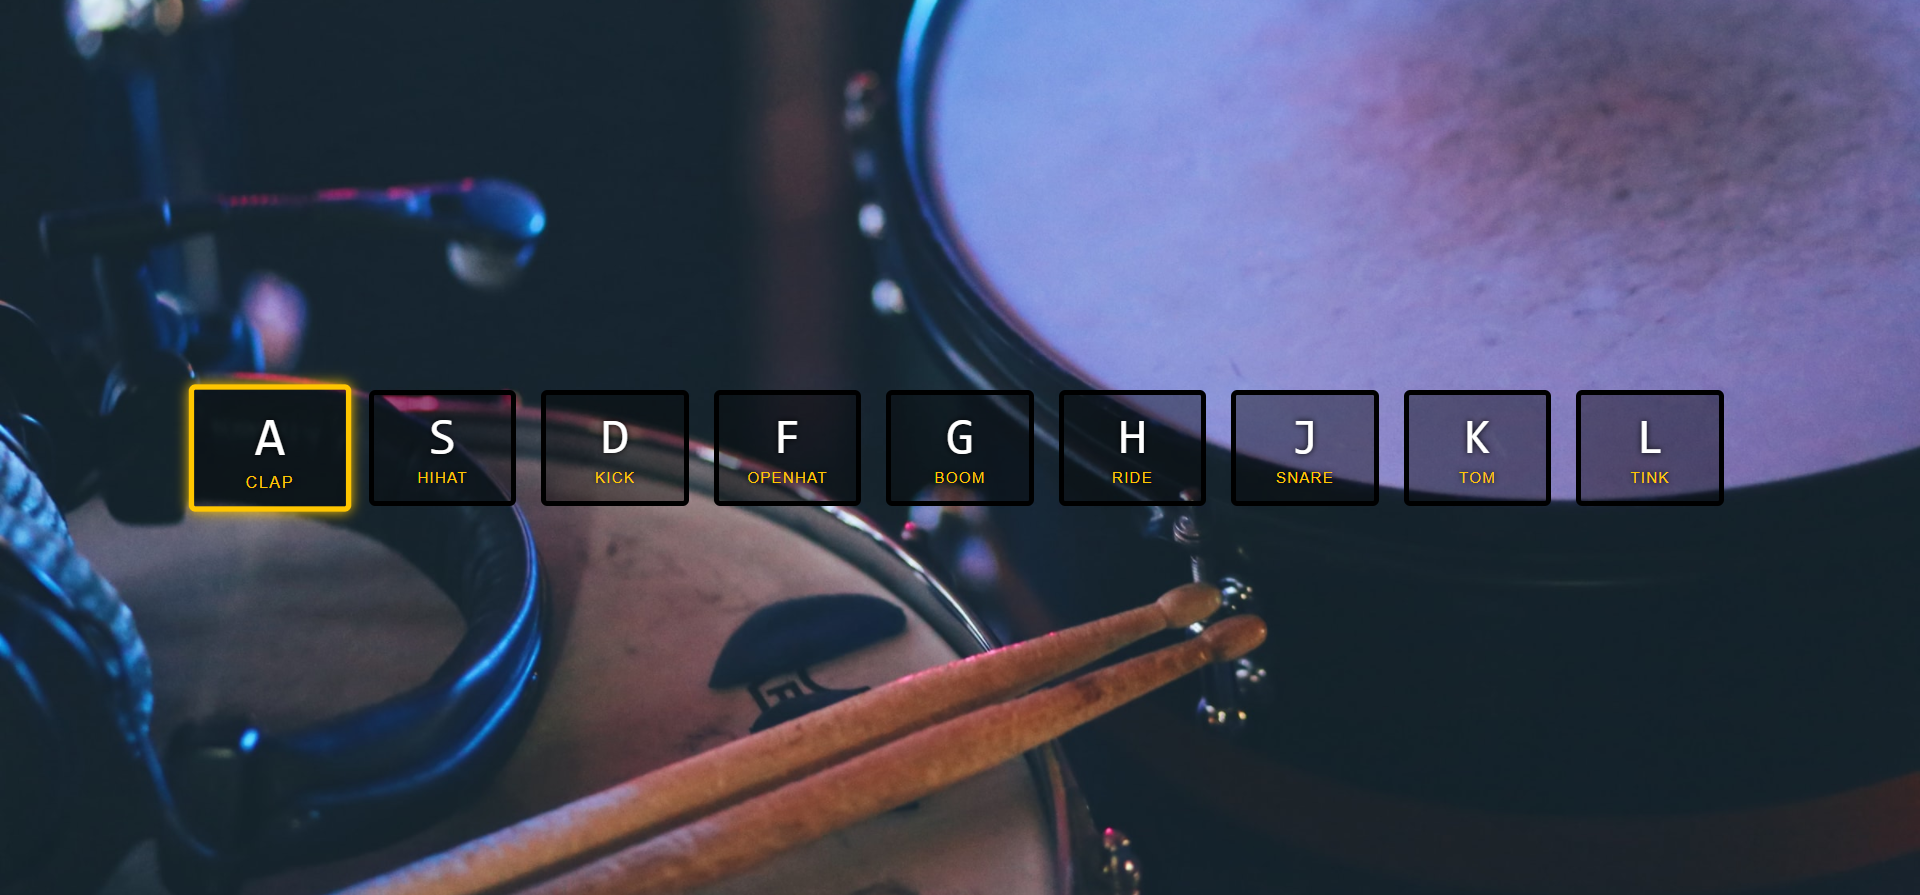 A
CLAP
S
HIHAT
D
KICK
F
OPENHAT
G
BOOM
H
RIDE
J
SNARE
K
TOM
L
TINK